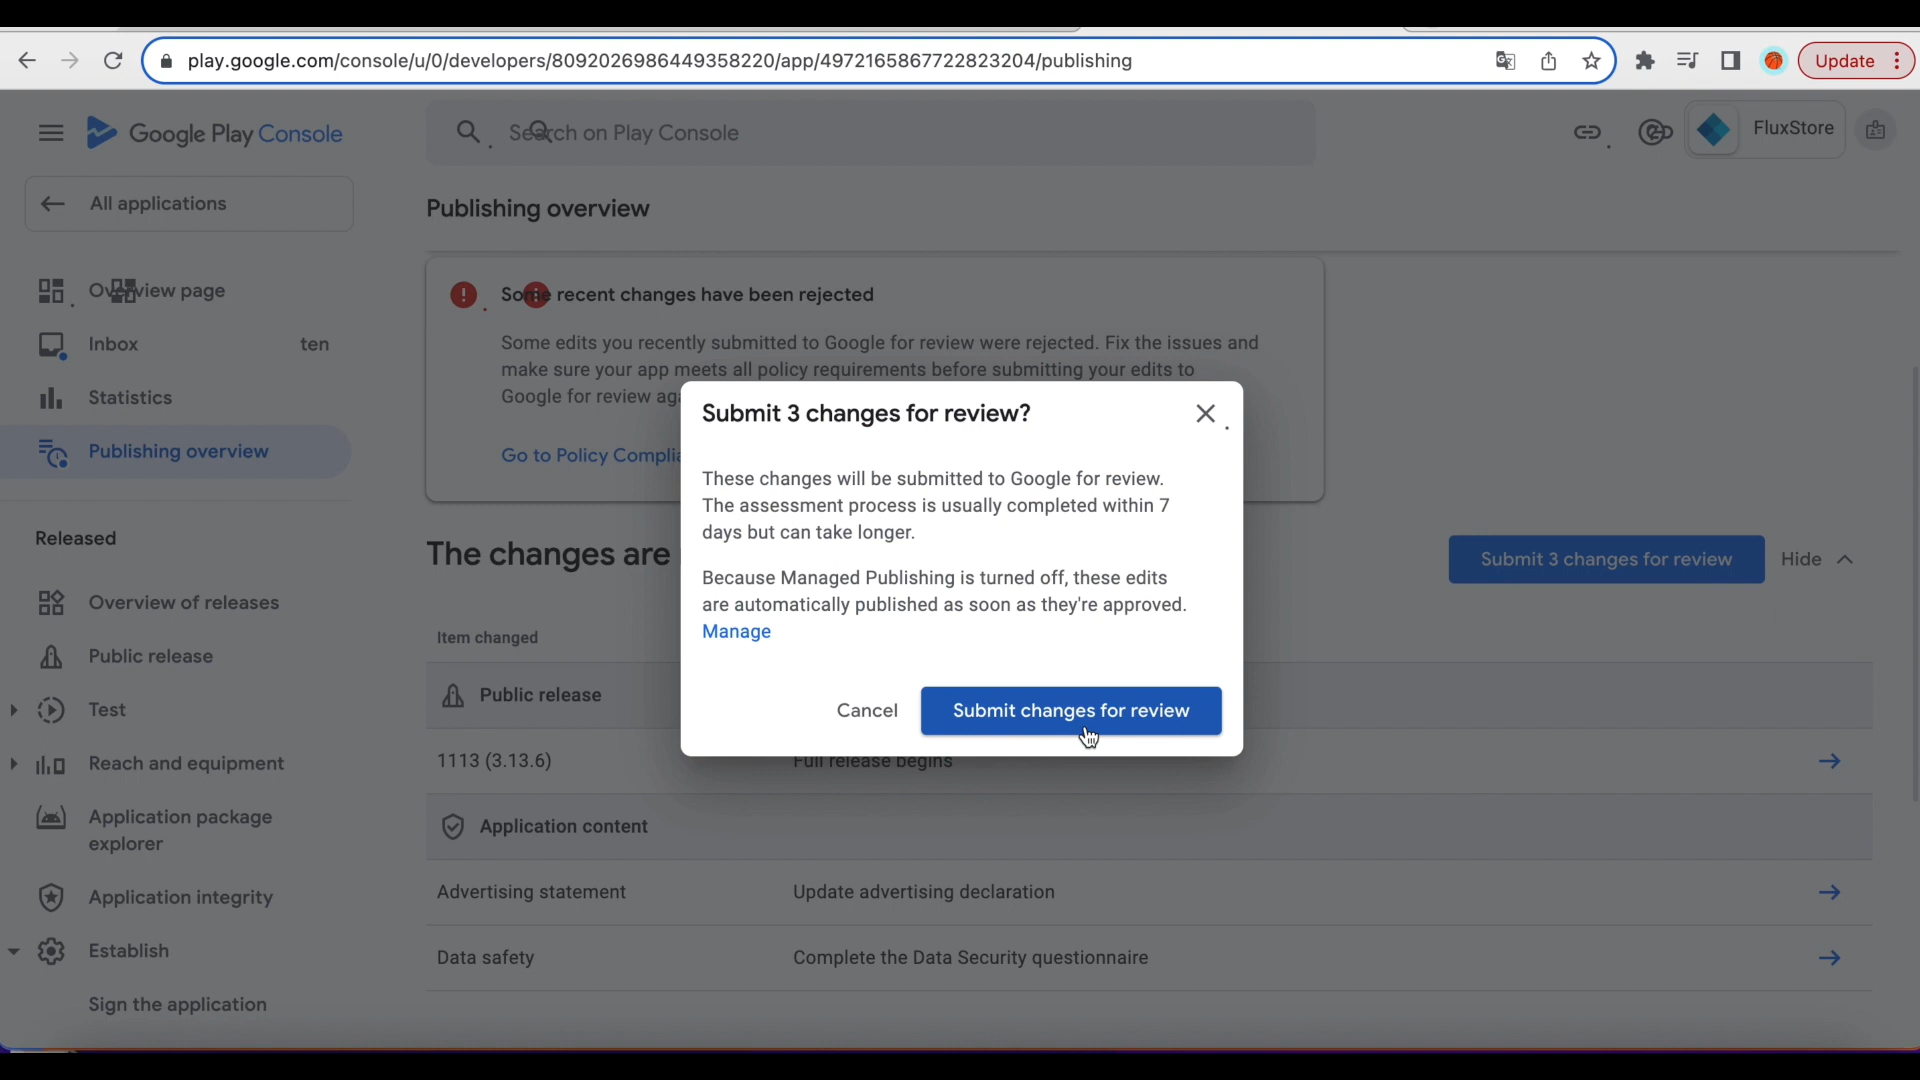 play.google.com/console/u/0/developers/8092026986449358220/app/4972165867722823204/publishing
Update
Google Play Console
Search on Play Console
FluxStore
All applications
Publishing overview
Overview page
Some recent changes have been rejected
Inbox
ten
Some edits you recently submitted to Google for review were rejected. Fix the issues and
make sure your app meets all policy requirements before submitting your edits to
Google for review
Statistics
Publishing overview
Go to Policy
Submit 3 changes for review?
These changes will be submitted to Google for review.
The assessment process is usually completed within 7
days but can take longer.
Because Managed Publishing is turned off, these edits
are automatically published as soon as they're approved.
Manage
Cancel
Submit changes for review
Released
The changes are
Submit 3 changes for review
Hide
Overview of releases
Item changed
Public release
Public release
Test
1113 (3.13.6)
Full release begins
Reach and equipment
Application package
explorer
Application content
Application integrity
Advertising statement
Update advertising declaration
Establish
Data safety
Complete the Data Security questionnaire
Sign the application